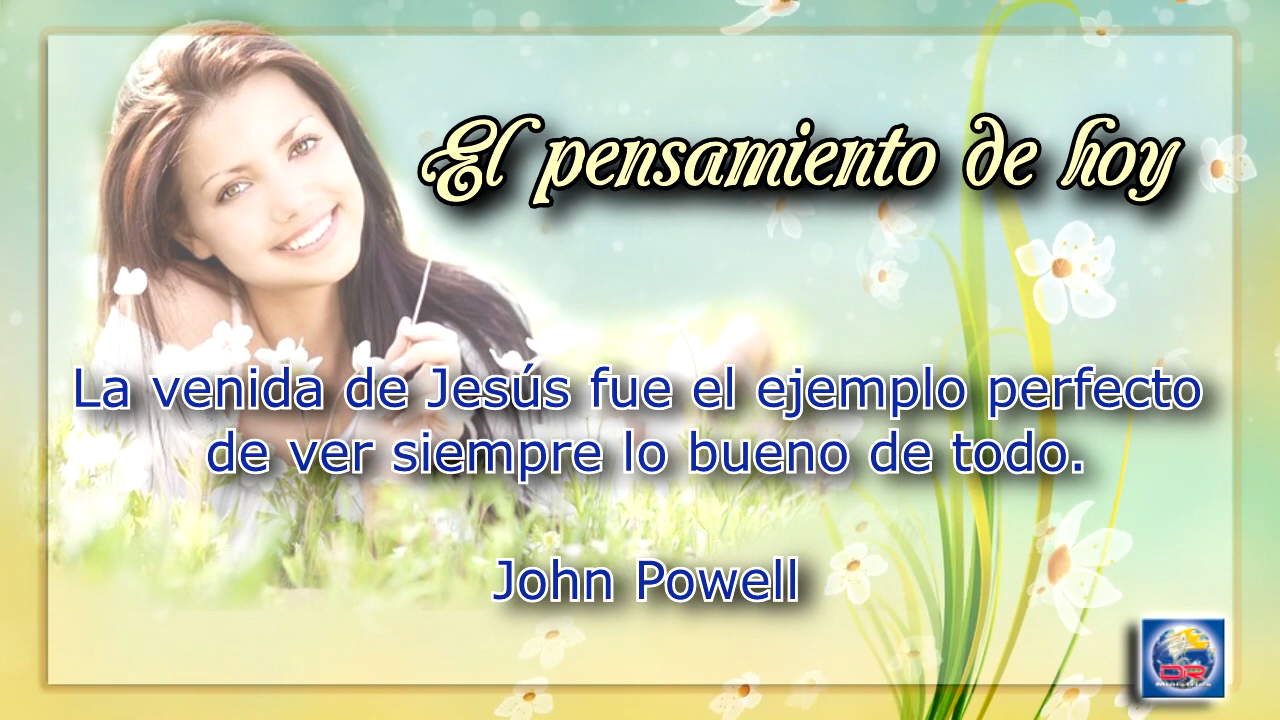 El pensamiento de hoy
La venida de Jesús fue el ejemplo perfecto
de ver siempre lo bueno de todo.
John Powell
DR
Ministries